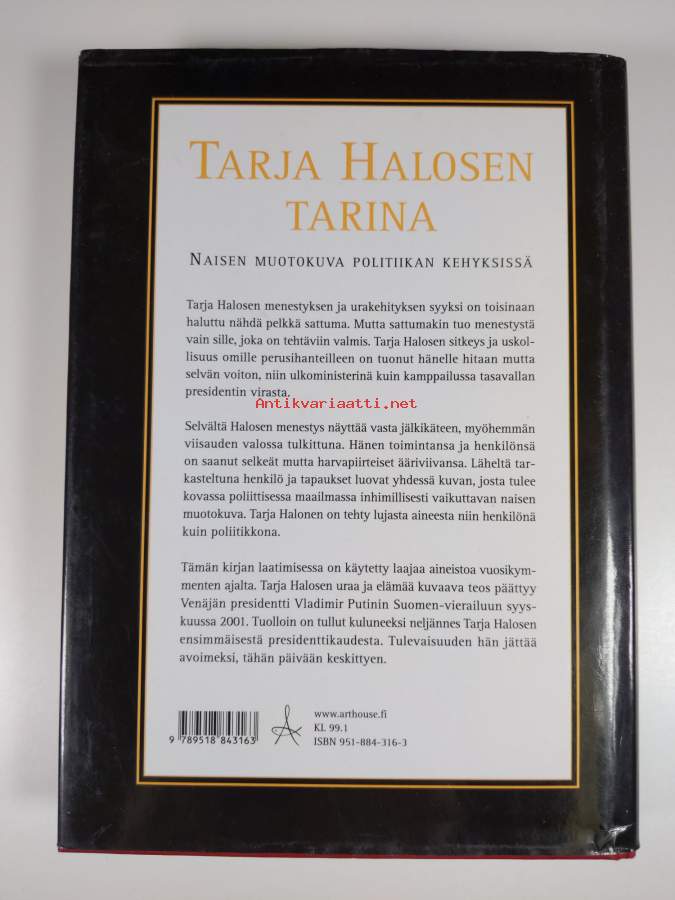 TARJA HALOSEN
TARINA
NAISEN MUOTOKUVA POLITIIKAN KEHYKSISSÄ
Tarja Halosen menestyksen ja urakehityksen syyksi on toisinaan
haluttu nähdä pelkkä sattuma. Mutta sattumakin tuo menestystä
vain sille, joka on tehtäviin valmis. Tarja Halosen sitkeys ja uskol-
lisuus omille perusihanteilleen on tuonut hänelle hitaan mutta
selvän voiton, niin ulkoministerinä kuin kamppailussa tasavallan
presidentin virasta.
Antikvariaatti.net
Selvältä Halosen menestys näyttää vasta jälkikäteen, myöhemmän
viisauden valossa tulkittuna. Hänen toimintansa ja henkilönsä
on saanut selkeät mutta harvapiirteiset ääriviivansa. Läheltä tar-
kasteltuna henkilö ja tapaukset luovat yhdessä kuvan, josta tulee
kovassa poliittisessa maailmassa inhimillisesti vaikuttavan naisen
muotokuva. Tarja Halonen on tehty lujasta aineesta niin henkilönä
kuin poliitikkona.
Tämän kirjan laatimisessa on käytetty laajaa aineistoa vuosikym-
menten ajalta. Tarja Halosen uraa ja elämää kuvaava teos päättyy
Venäjän presidentti Vladimir Putinin Suomen-vierailuun syys-
kuussa 2001. Tuolloin on tullut kuluneeksi neljännes Tarja Halosen
ensimmäisestä presidenttikaudesta. Tulevaisuuden hän jättää
avoimeksi, tähän päivään keskittyen.
www.arthouse.fi
KL 99.1
ISBN 951-884-316-3
9 789518 843163